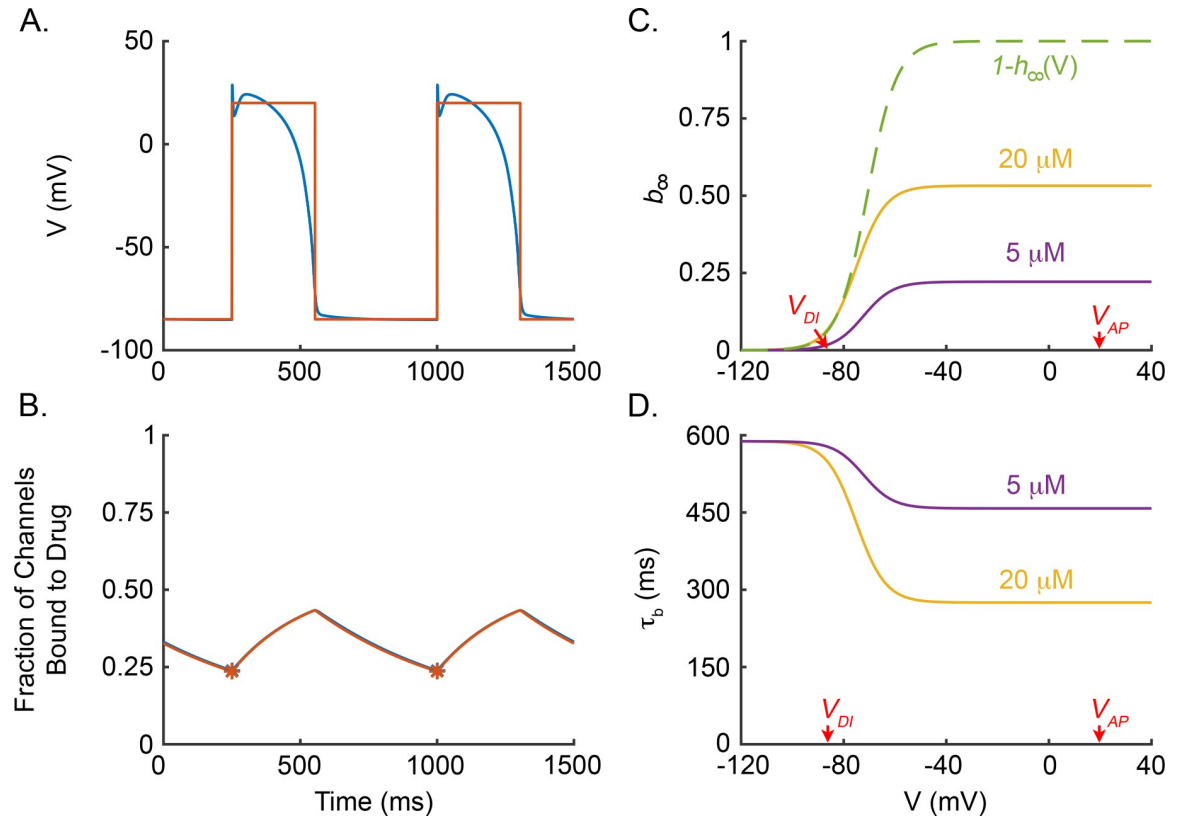 A.
50
0
-50
-100
V (mV)
0
500
1000
1500
B.
1
0.75
0.50
0.25
0
Fraction of Channels
Bound to Drug
0
500
1000
1500
Time (ms)
C.
1
0.75
0.5
0.25
0
b∞
1-h∞(V)
20 μM
5 μM
VDI
VAP
-120
-80
-40
0
40
D.
600
450
300
150
0
τb (ms)
5 μM
20 μM
VDI
VAP
-120
-80
-40
0
40
V (mV)